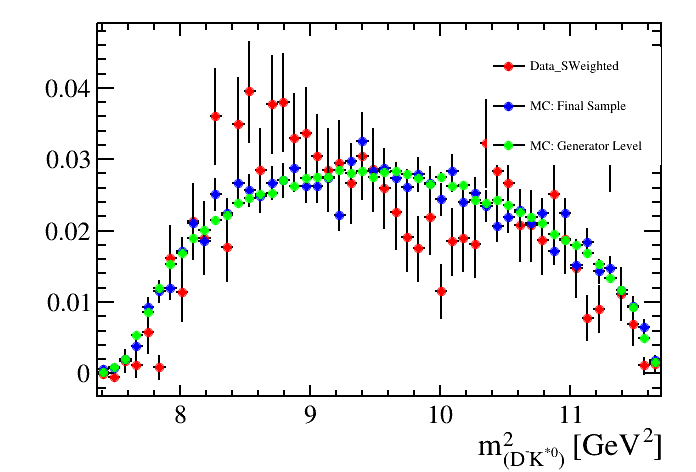 Data_SWeighted
MC: Final Sample
MC: Generator Level
0.04
0.03
0.02
0.01
0
8 9 10 11
m²(D⁻K*⁰) [GeV²]